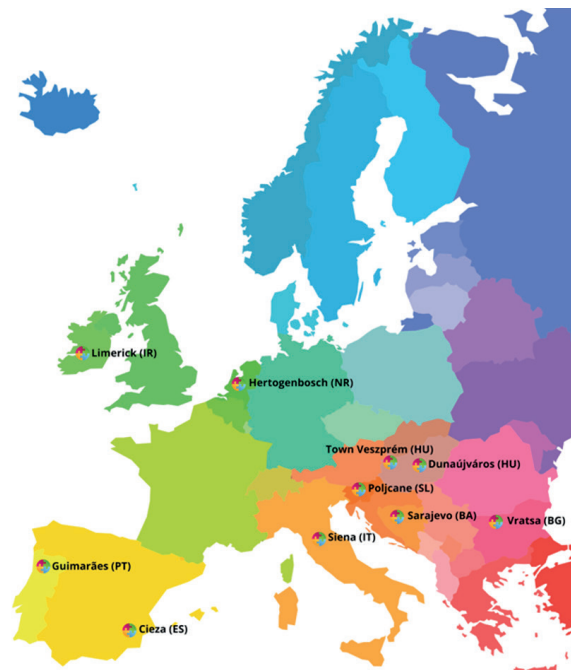 Limerick (IR)
Hertogenbosch (NR)
Town Veszprém (HU)
Dunaújváros (HU)
Poljcane (SL)
Sarajevo (BA)
Vratsa (BG)
Siena (IT)
Guimarães (PT)
Cieza (ES)